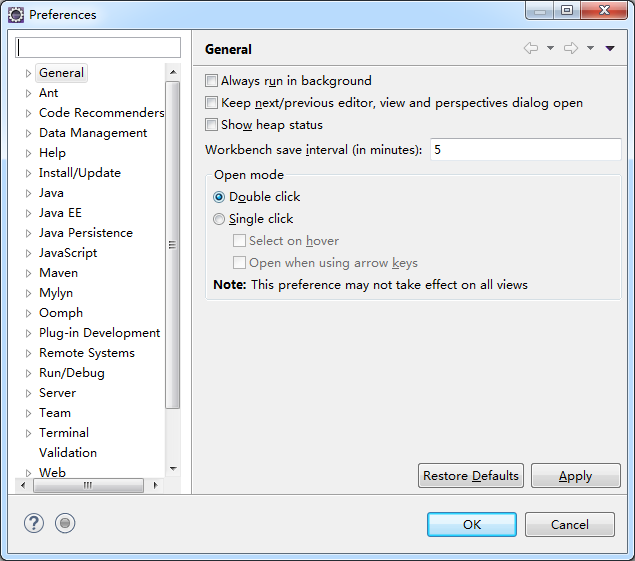 Preferences
General
Ant
Code Recommenders
Data Management
Help
Install/Update
Java
Java EE
Java Persistence
JavaScript
Maven
Mylyn
Oomph
Plug-in Development
Remote Systems
Run/Debug
Server
Team
Terminal
Validation
Web
General
Always run in background
Keep next/previous editor, view and perspectives dialog open
Show heap status
Workbench save interval (in minutes): 5
Open mode
Double click
Single click
Select on hover
Open when using arrow keys
Note: This preference may not take effect on all views
Restore Defaults Apply
OK Cancel